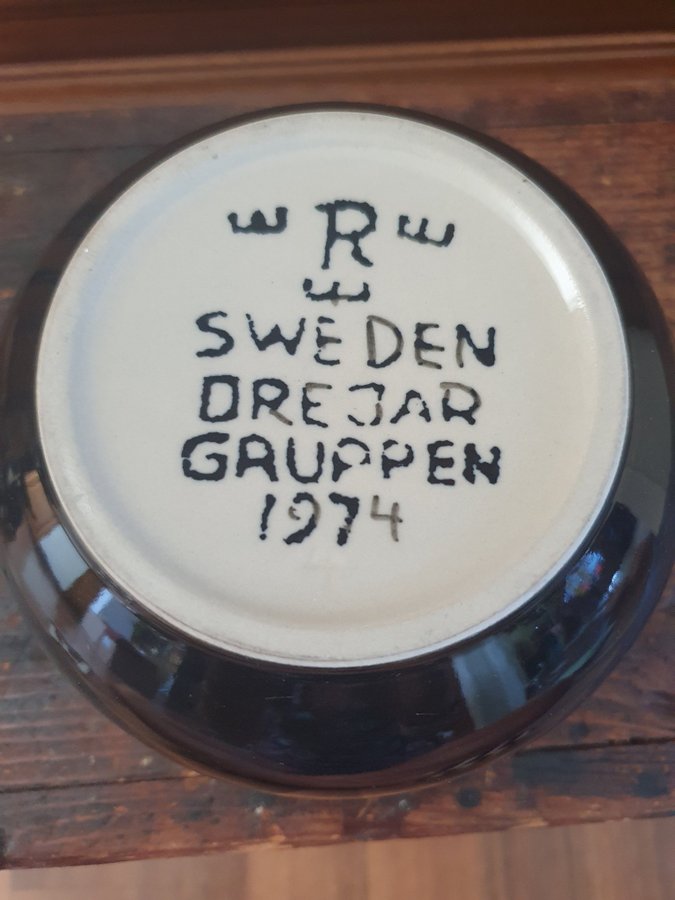 R
SWEDEN
DREJAR
GRUPPEN
1974